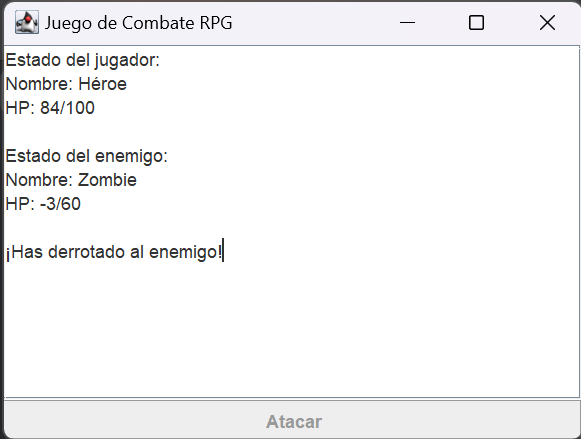 Juego de Combate RPG
Estado del jugador:
Nombre: Héroe
HP: 84/100
Estado del enemigo:
Nombre: Zombie
HP: -3/60
¡Has derrotado al enemigo!
Atacar